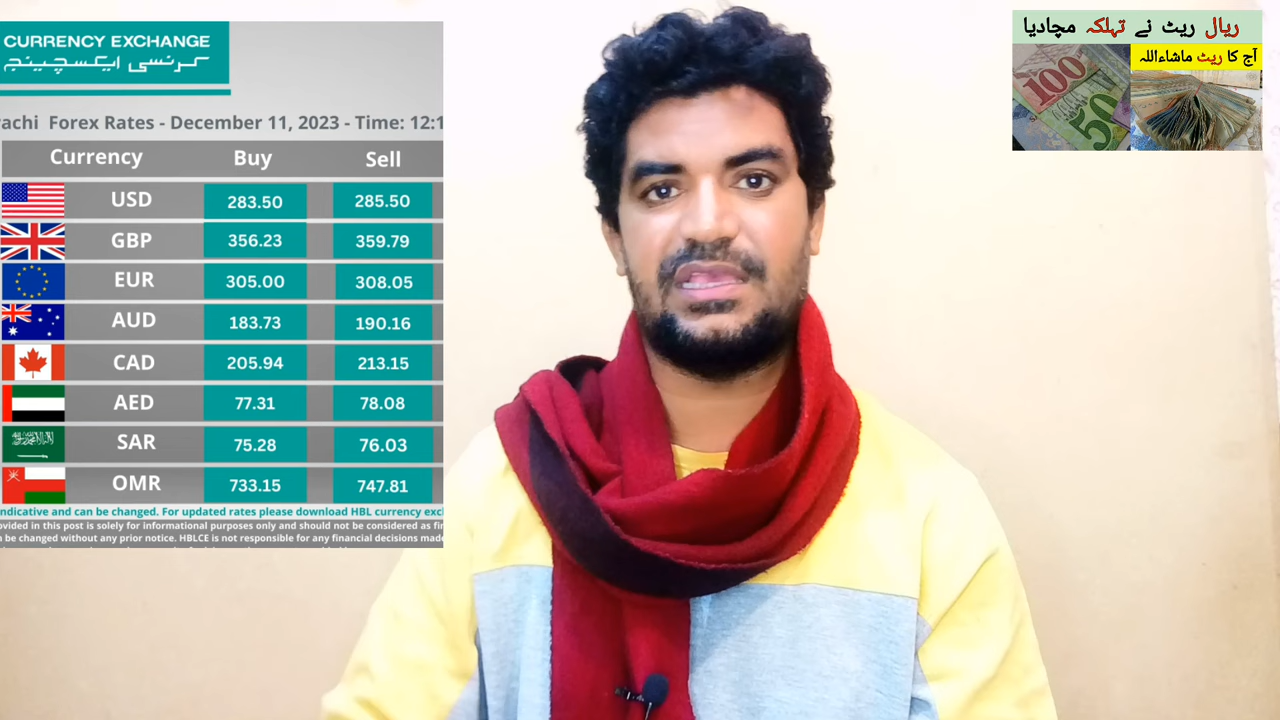 CURRENCY EXCHANGE
کرنسی ایکسچینج
achi Forex Rates - December 11, 2023 - Time: 12:1
Currency Buy Sell
USD 283.50 285.50
GBP 356.23 359.79
EUR 305.00 308.05
AUD 183.73 190.16
CAD 205.94 213.15
AED 77.31 78.08
SAR 75.28 76.03
OMR 733.15 747.81
indicative and can be changed. For updated rates please download HBL currency exc
ovided in this post is solely for informational purposes only and should not be considered as fi
be changed without any prior notice. HBLCE is not responsible for any financial decisions made
ریال ریٹ نے تہلکہ مچادیا
آج کا ریٹ ماشاءاللہ
100
50